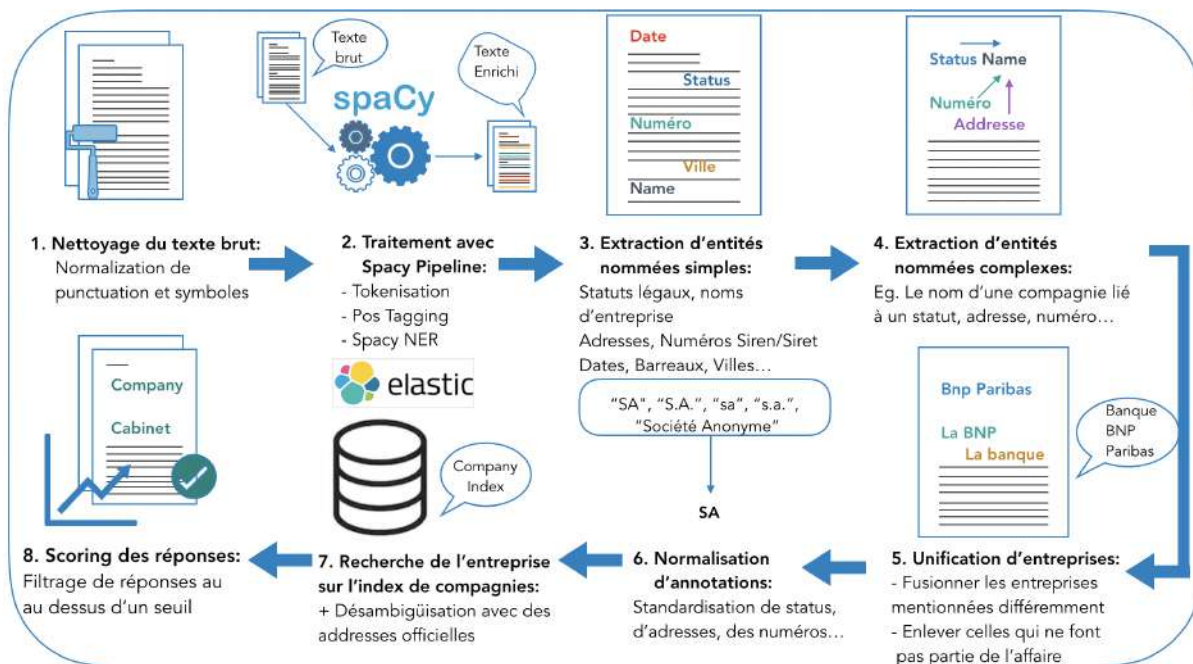 Texte
brut
spaCy
Texte
Enrichi
Date
Status
Numéro
Ville
Name
Status Name
Numéro
Addresse
1. Nettoyage du texte brut:
Normalization de
punctuation et symboles
2. Traitement avec
Spacy Pipeline:
- Tokenisation
- Pos Tagging
- Spacy NER
3. Extraction d'entités
nommées simples:
Statuts légaux, noms
d'entreprise
Adresses, Numéros Siren/Siret
Dates, Barreaux, Villes...
4. Extraction d'entités
nommées complexes:
Eg. Le nom d'une compagnie lié
à un statut, adresse, numéro...
Bnp Paribas
La BNP
La banque
Banque
BNP
Paribas
5. Unification d'entreprises:
- Fusionner les entreprises
mentionnées différemment
- Enlever celles qui ne font
pas partie de l'affaire
"SA", "S.A.", "sa", "s.a.",
"Société Anonyme"
SA
6. Normalisation
d'annotations:
Standardisation de status,
d'adresses, des numéros...
elastic
Company
Index
7. Recherche de l'entreprise
sur l'index de compagnies:
+ Désambigüisation avec des
addresses officielles
Company
Cabinet
8. Scoring des réponses:
Filtrage de réponses au
au dessus d'un seuil